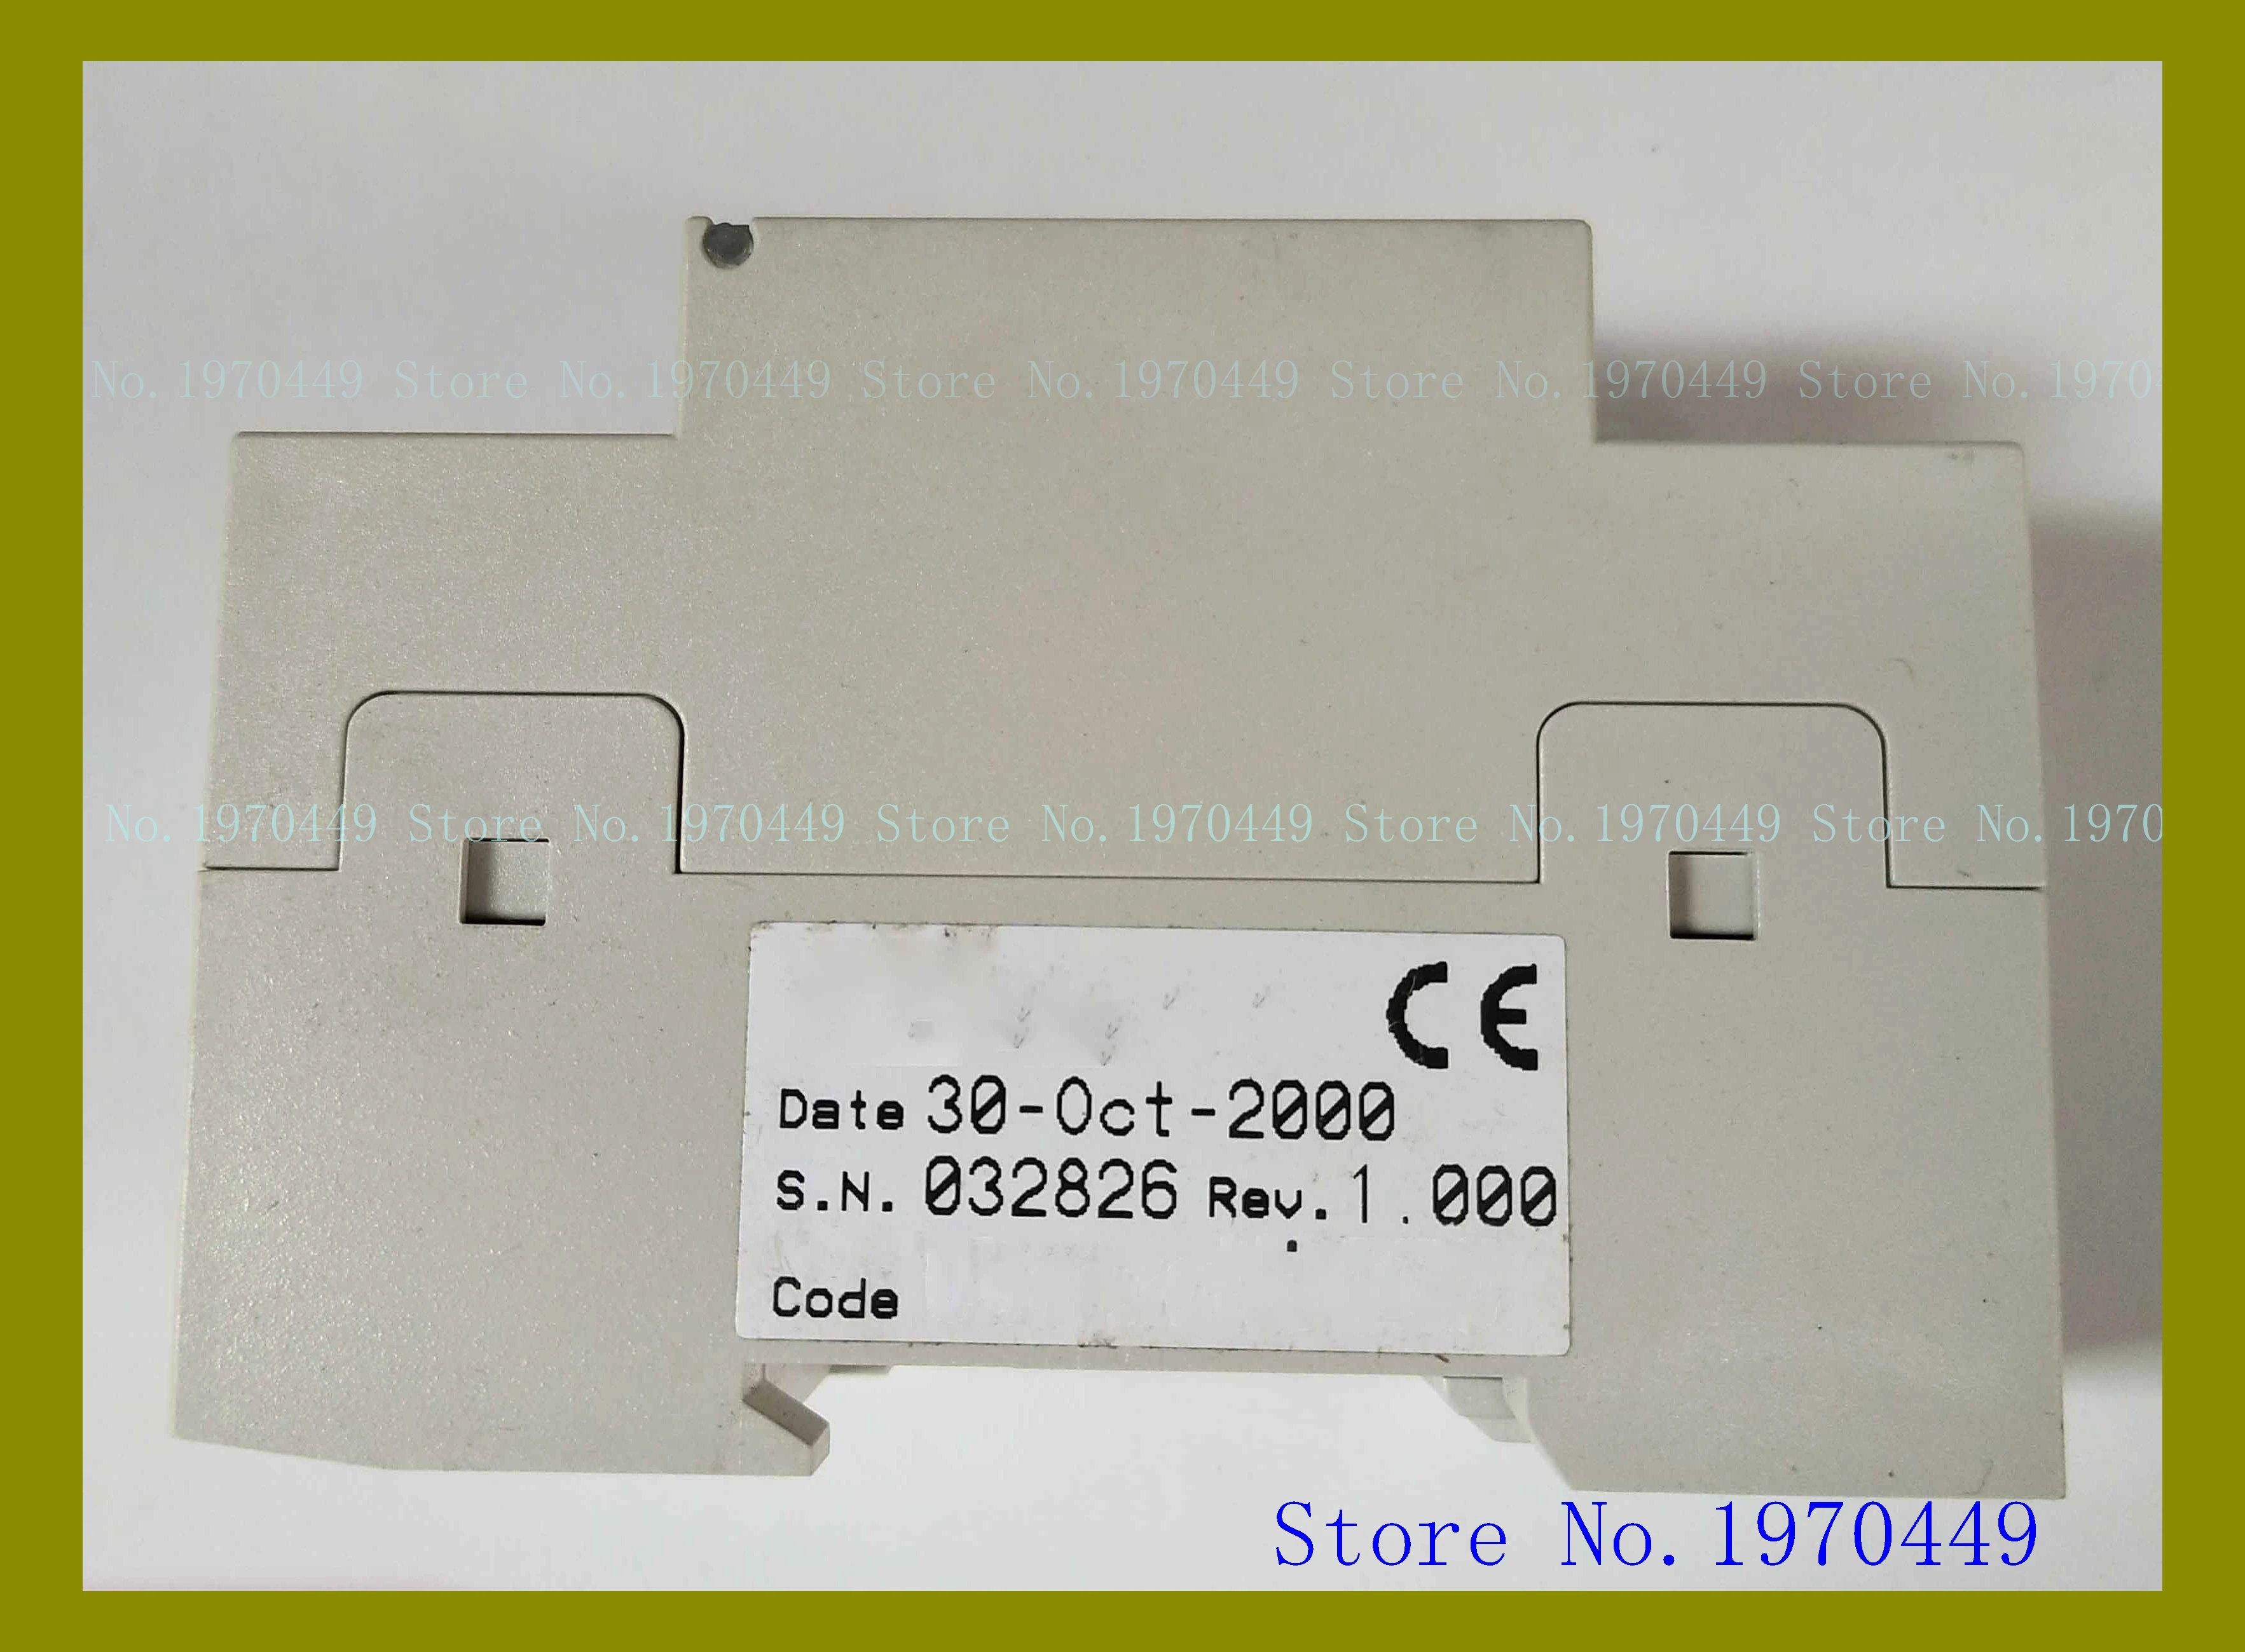 No.1970449 Store No.1970449 Store No.1970449 Store No.1970449 Store No.1970
No.1970449 Store No.1970449 Store No.1970449 Store No.1970449 Store No.1970
CE
Date 30-Oct-2000
S.N. 032826 Rev. 1.000
Code
Store No.1970449